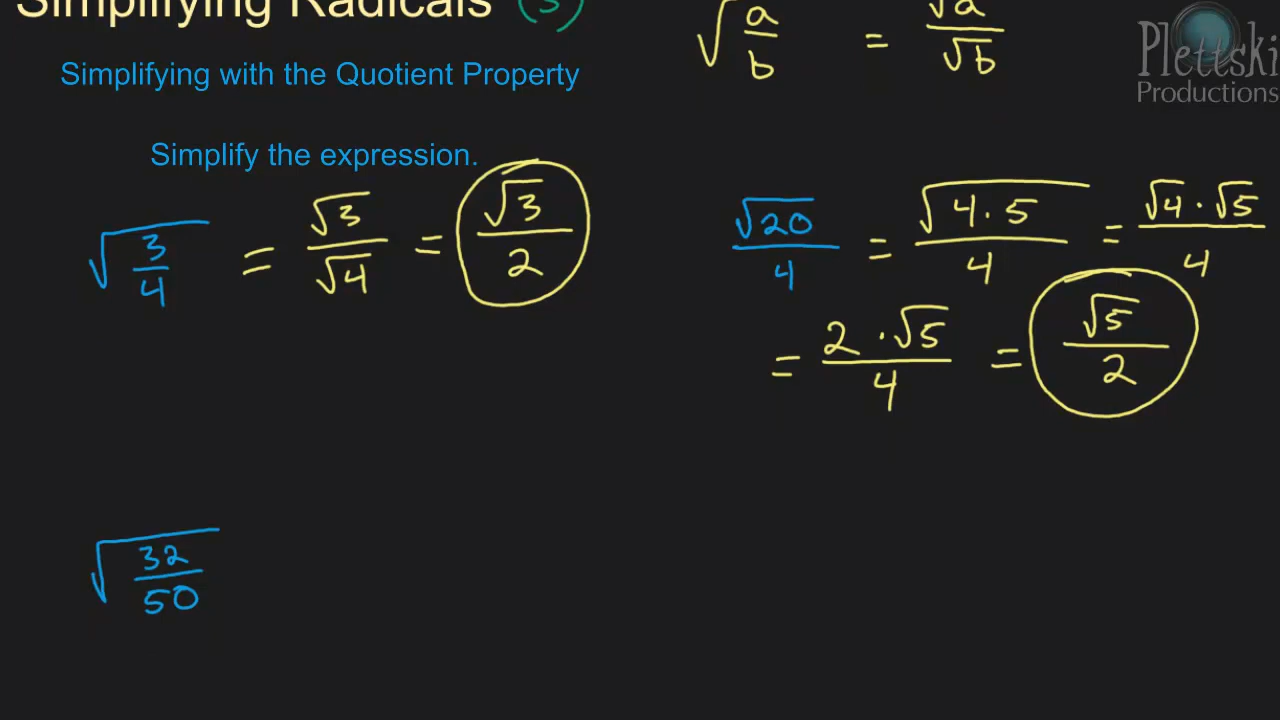 Simplifying Radicals (3)
√(a/b) = √a/√b
Plettski
Productions
Simplifying with the Quotient Property
Simplify the expression.
√(3/4) = √3/√4 = √3/2
√20/4 = √(4·5)/4 = √4·√5/4
= 2·√5/4 = √5/2
√(32/50)